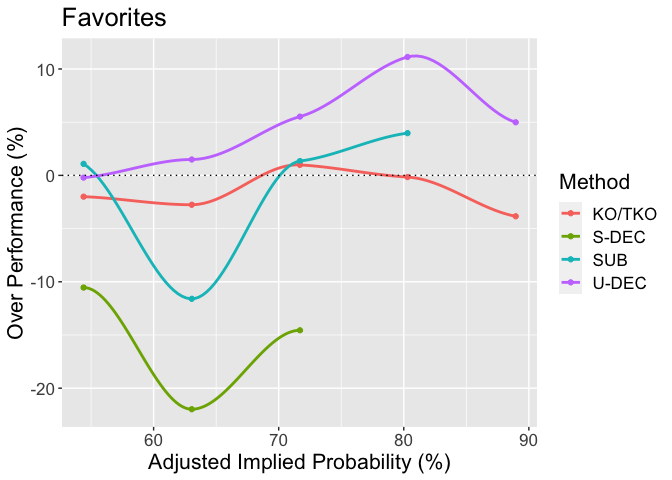 Favorites
Over Performance (%)
10
0
-10
-20
60
70
80
90
Adjusted Implied Probability (%)
Method
KO/TKO
S-DEC
SUB
U-DEC